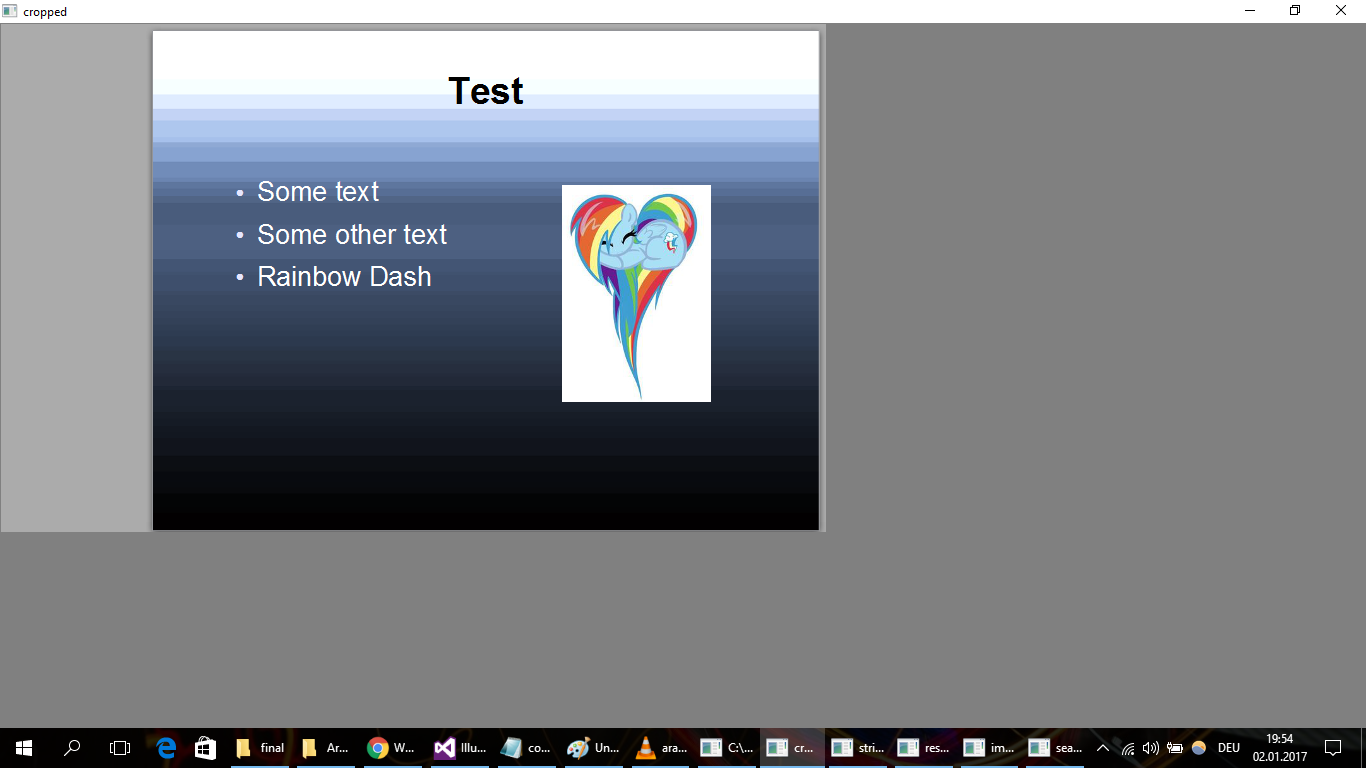 cropped
Test
• Some text
• Some other text
• Rainbow Dash
final
Ar...
W...
Illu...
co...
Un...
ara...
C:\...
cr...
stri...
res...
im...
sea...
DEU
19:54
02.01.2017